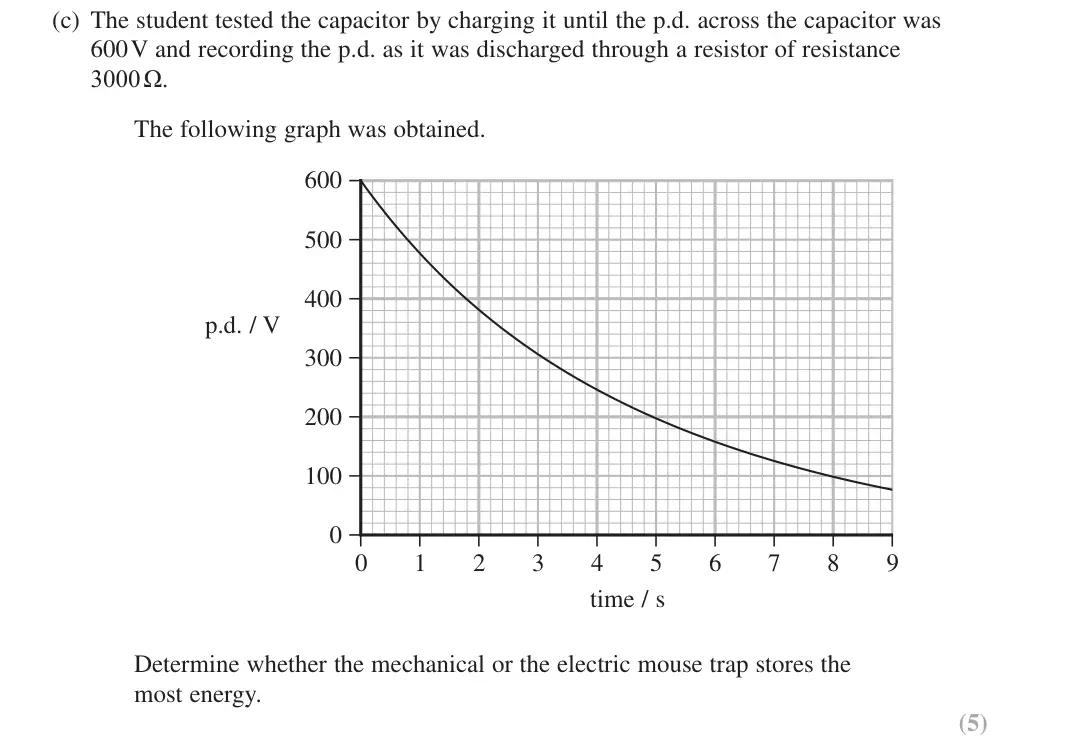 (c) The student tested the capacitor by charging it until the p.d. across the capacitor was
600 V and recording the p.d. as it was discharged through a resistor of resistance
3000 Ω.
The following graph was obtained.
600
500
400
p.d. / V
300
200
100
0
0 1 2 3 4 5 6 7 8 9
time / s
Determine whether the mechanical or the electric mouse trap stores the
most energy.
(5)